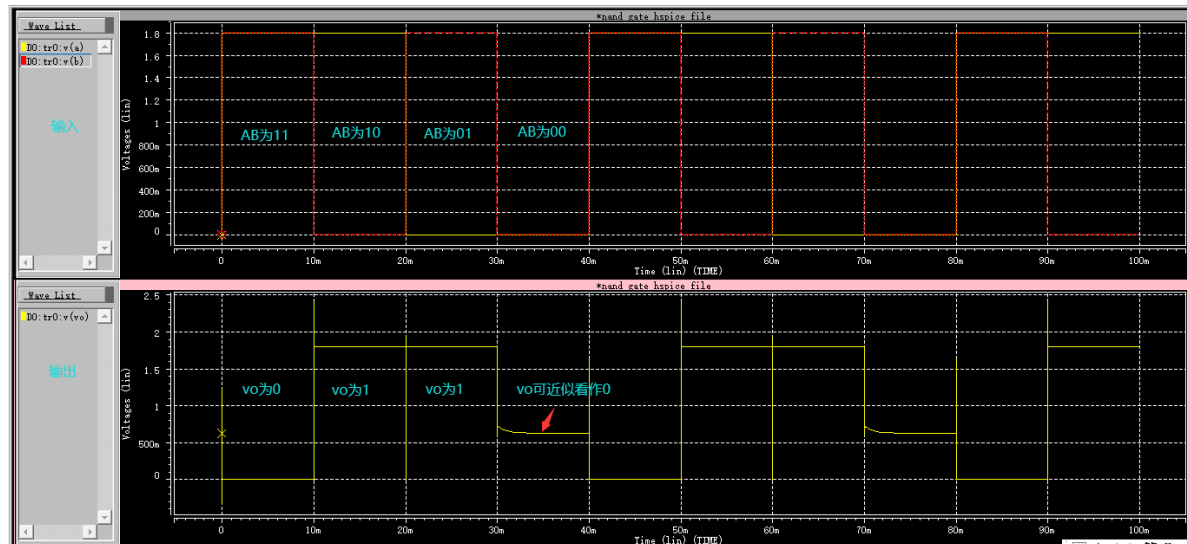 *nand gate hspice file
Wave List
D0:tr0:v(a)
D0:tr0:v(b)
输入
Voltages (lin)
1.8
1.6
1.4
1.2
1
800m
600m
400m
200m
0
AB为11
AB为10
AB为01
AB为00
0
10m
20m
30m
40m
50m
60m
70m
80m
90m
100m
Time (lin) (TIME)
*nand gate hspice file
Wave List
D0:tr0:v(vo)
输出
Voltages (lin)
2.5
2
1.5
1
500m
0
vo为0
vo为1
vo为1
vo可近似看作0
0
10m
20m
30m
40m
50m
60m
70m
80m
90m
100m
Time (lin) (TIME)